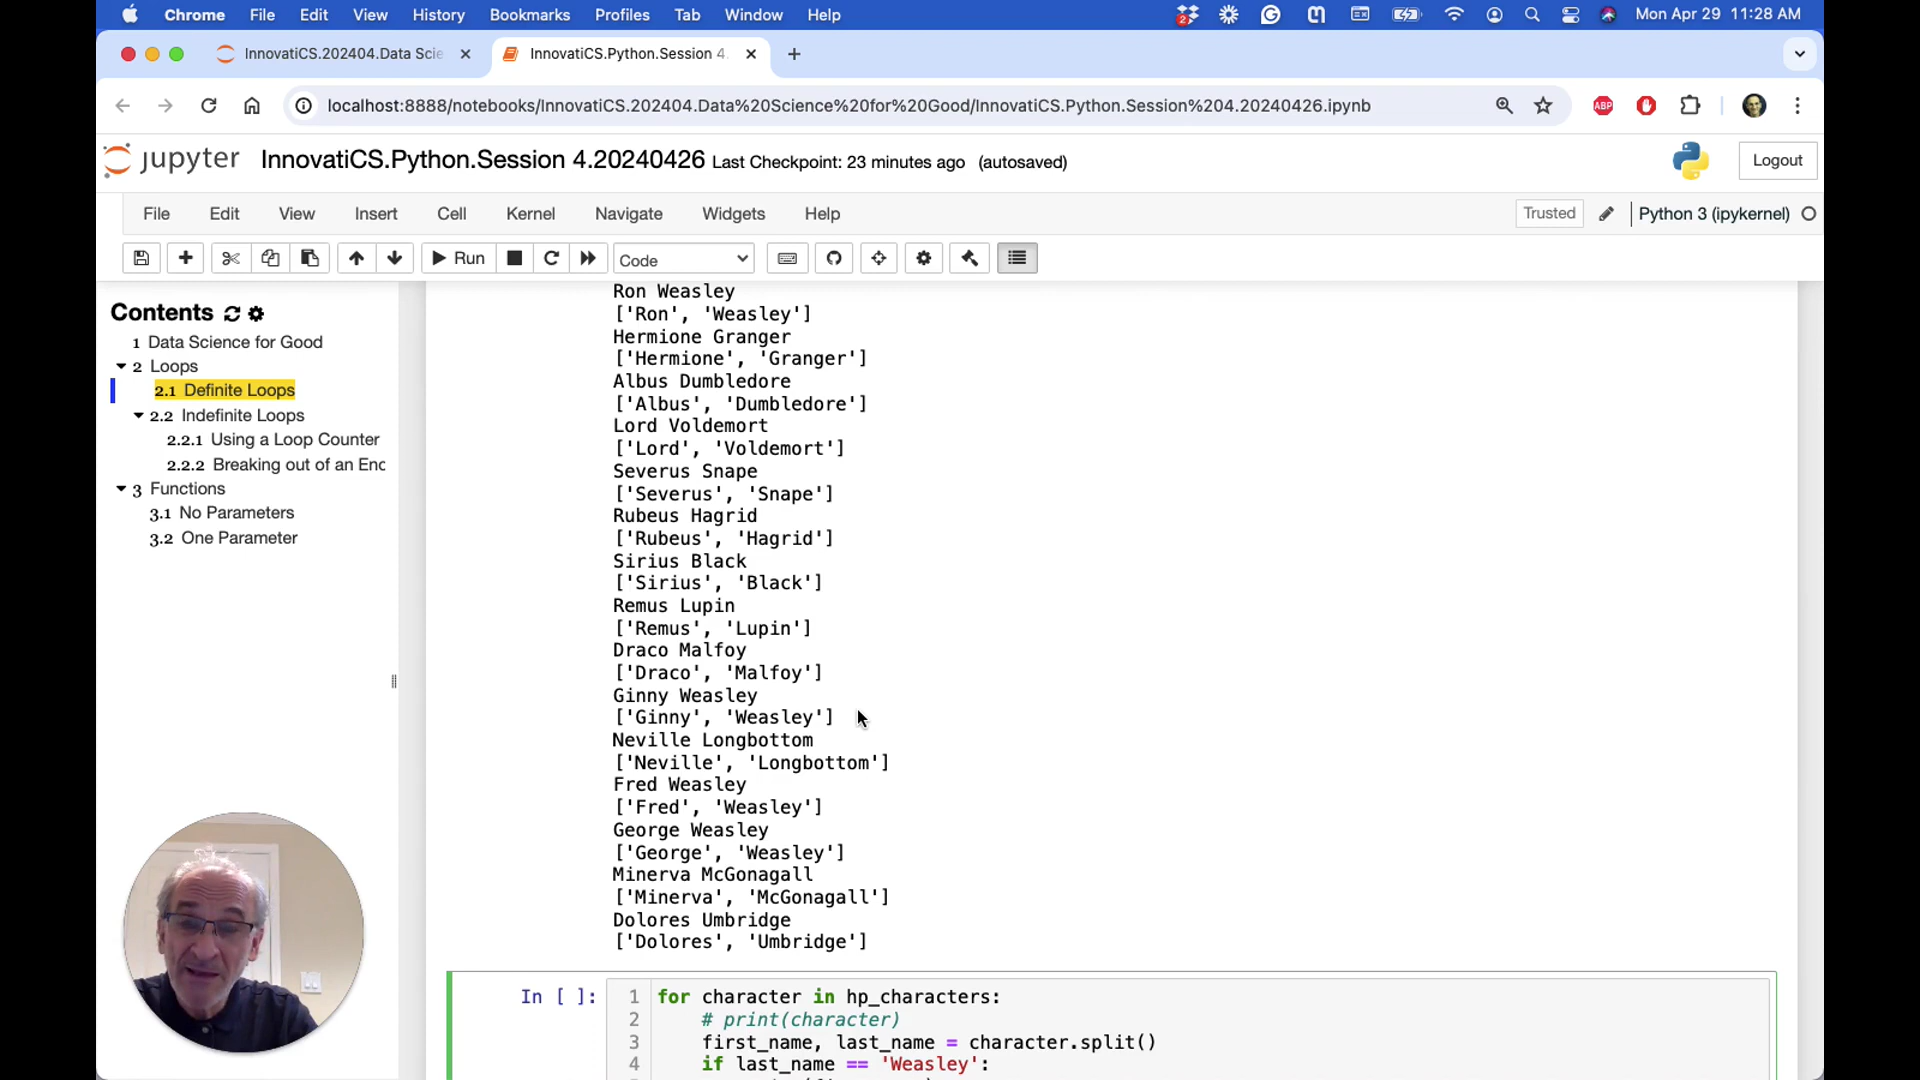 Chrome File Edit View History Bookmarks Profiles Tab Window Help 2 Mon Apr 29 11:28 AM
InnovatiCS.202404.Data Scie InnovatiCS.Python.Session 4.
localhost:8888/notebooks/InnovatiCS.202404.Data%20Science%20for%20Good/InnovatiCS.Python.Session%204.20240426.ipynb ABP
jupyter InnovatiCS.Python.Session 4.20240426 Last Checkpoint: 23 minutes ago (autosaved) Logout
File Edit View Insert Cell Kernel Navigate Widgets Help Trusted Python 3 (ipykernel)
Run Code
Contents
1 Data Science for Good
2 Loops
2.1 Definite Loops
2.2 Indefinite Loops
2.2.1 Using a Loop Counter
2.2.2 Breaking out of an Enc
3 Functions
3.1 No Parameters
3.2 One Parameter
Ron Weasley
['Ron', 'Weasley']
Hermione Granger
['Hermione', 'Granger']
Albus Dumbledore
['Albus', 'Dumbledore']
Lord Voldemort
['Lord', 'Voldemort']
Severus Snape
['Severus', 'Snape']
Rubeus Hagrid
['Rubeus', 'Hagrid']
Sirius Black
['Sirius', 'Black']
Remus Lupin
['Remus', 'Lupin']
Draco Malfoy
['Draco', 'Malfoy']
Ginny Weasley
['Ginny', 'Weasley']
Neville Longbottom
['Neville', 'Longbottom']
Fred Weasley
['Fred', 'Weasley']
George Weasley
['George', 'Weasley']
Minerva McGonagall
['Minerva', 'McGonagall']
Dolores Umbridge
['Dolores', 'Umbridge']
In [ ]: 1 for character in hp_characters:
2 # print(character)
3 first_name, last_name = character.split()
4 if last_name == 'Weasley':